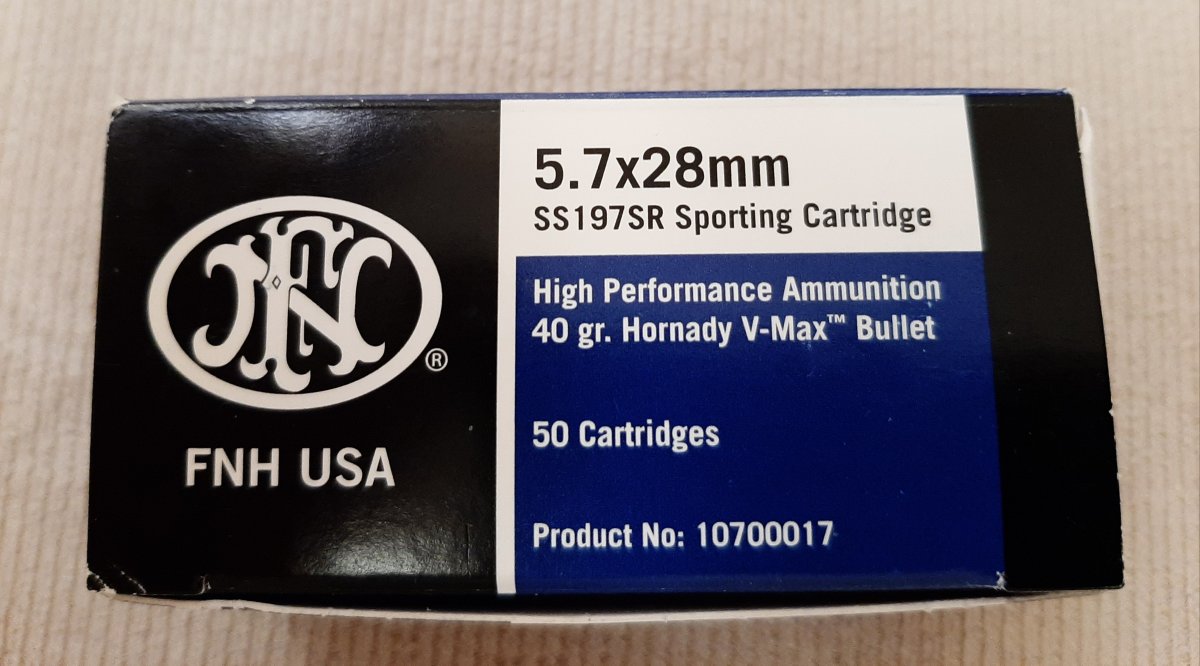 FN
®
FNH USA
5.7x28mm
SS197SR Sporting Cartridge
High Performance Ammunition
40 gr. Hornady V-Max™ Bullet
50 Cartridges
Product No: 10700017